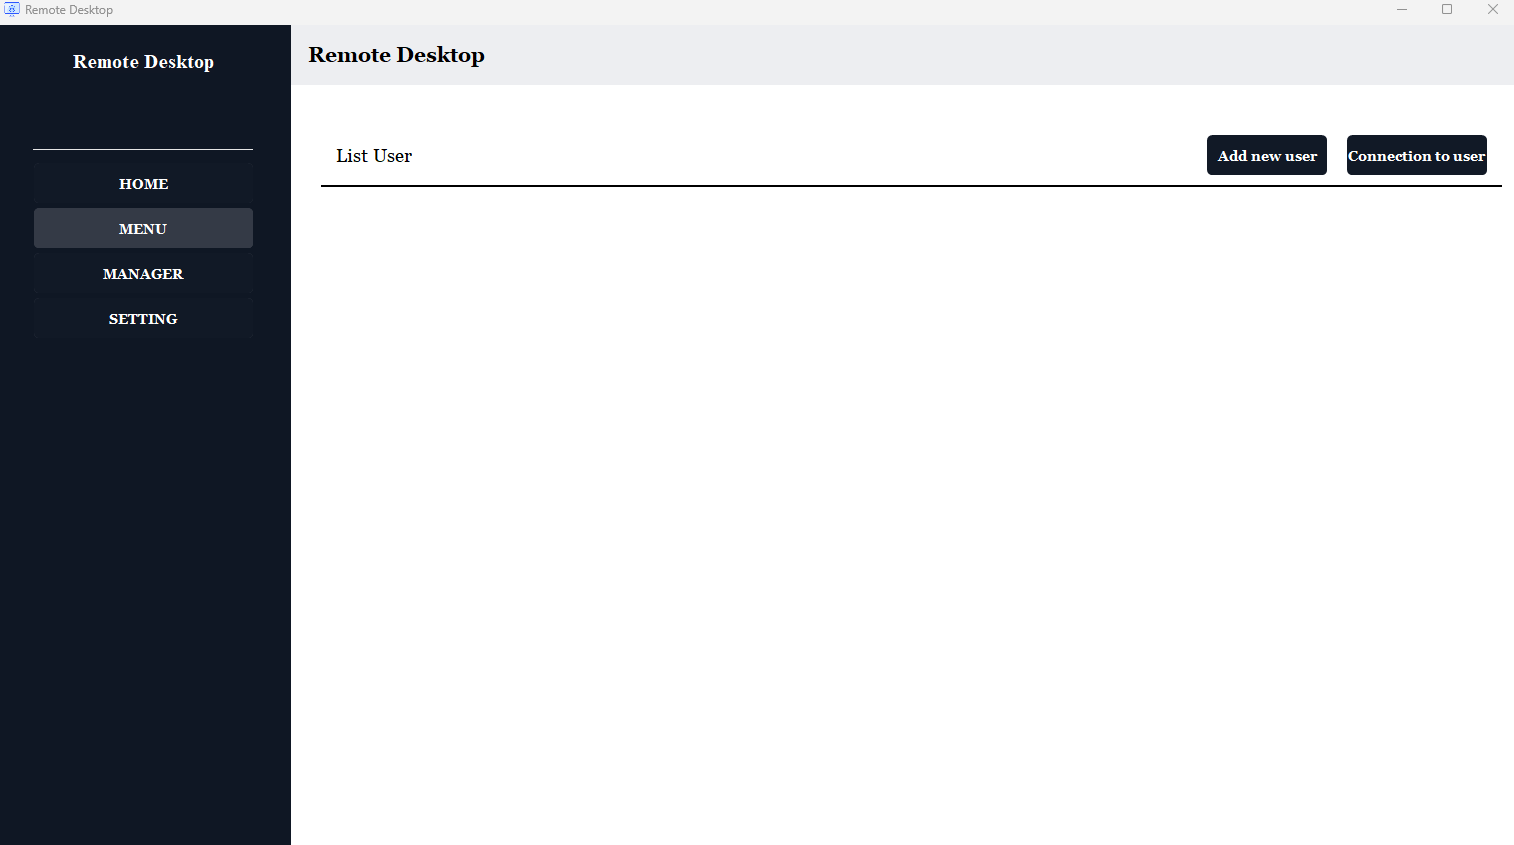 Remote Desktop
Remote Desktop
Remote Desktop
HOME
MENU
MANAGER
SETTING
List User
Add new user
Connection to user